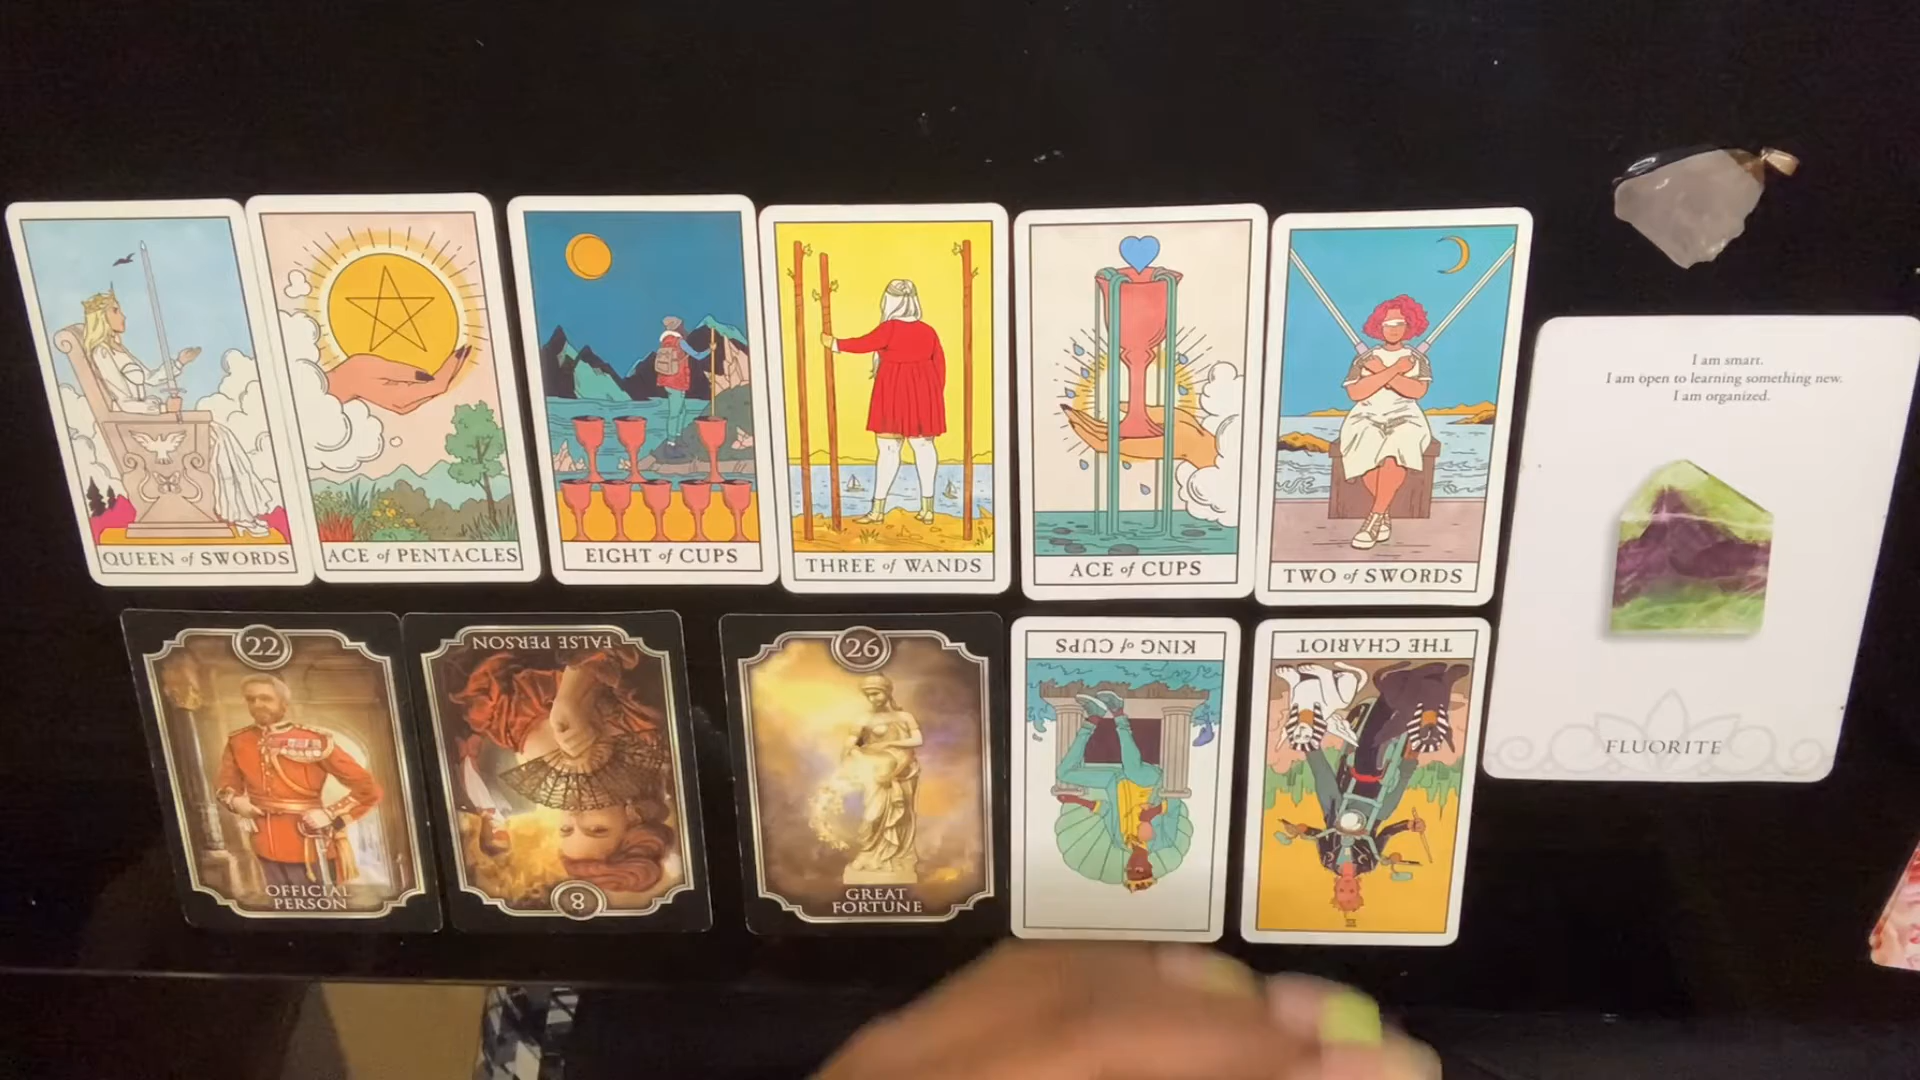 QUEEN of SWORDS
ACE of PENTACLES
EIGHT of CUPS
THREE of WANDS
ACE of CUPS
TWO of SWORDS
I am smart.
I am open to learning something new.
I am organized.
FLUORITE
22
OFFICIAL
PERSON
FALSE PERSON
8
26
GREAT
FORTUNE
KING of CUPS
THE CHARIOT
VII